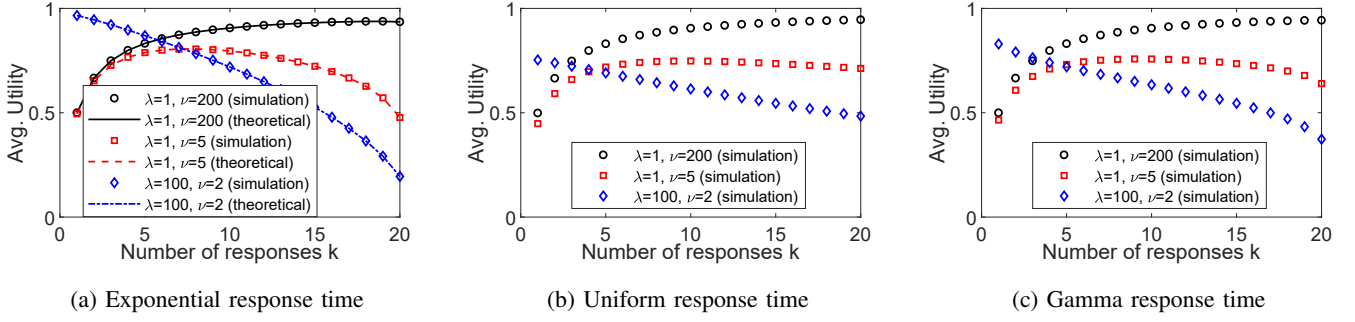 1
0.5
0
Avg. Utility
0 5 10 15 20
Number of responses k
λ=1, ν=200 (simulation)
λ=1, ν=200 (theoretical)
λ=1, ν=5 (simulation)
λ=1, ν=5 (theoretical)
λ=100, ν=2 (simulation)
λ=100, ν=2 (theoretical)
(a) Exponential response time
1
0.5
0
Avg. Utility
0 5 10 15 20
Number of responses k
λ=1, ν=200 (simulation)
λ=1, ν=5 (simulation)
λ=100, ν=2 (simulation)
(b) Uniform response time
1
0.5
0
Avg. Utility
0 5 10 15 20
Number of responses k
λ=1, ν=200 (simulation)
λ=1, ν=5 (simulation)
λ=100, ν=2 (simulation)
(c) Gamma response time